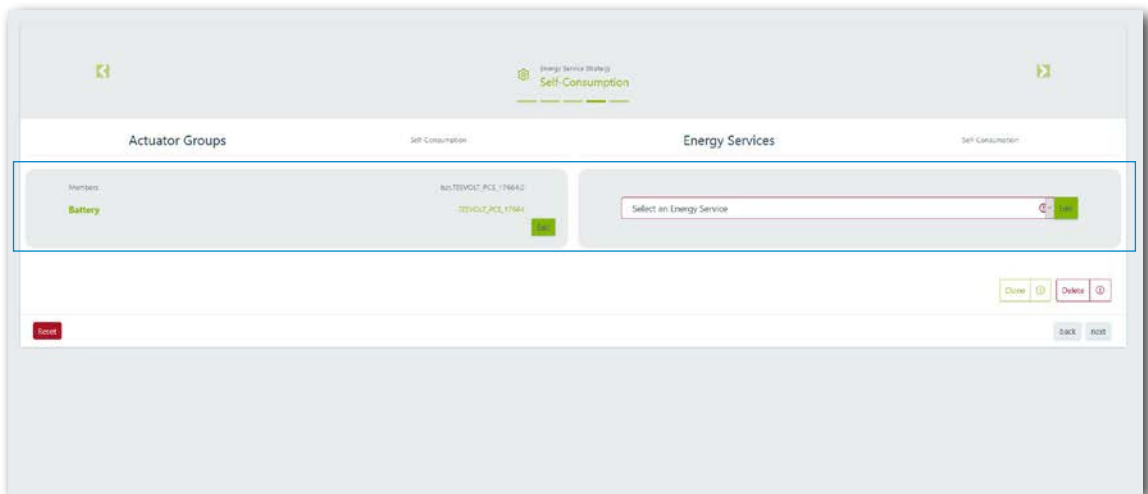 Energy Service Strategy
Self-Consumption
Actuator Groups
Self-Consumption
Energy Services
Self-Consumption
Members
Battery
Edit
Select an Energy Service
Edit
Clone
Delete
Reset
back
next